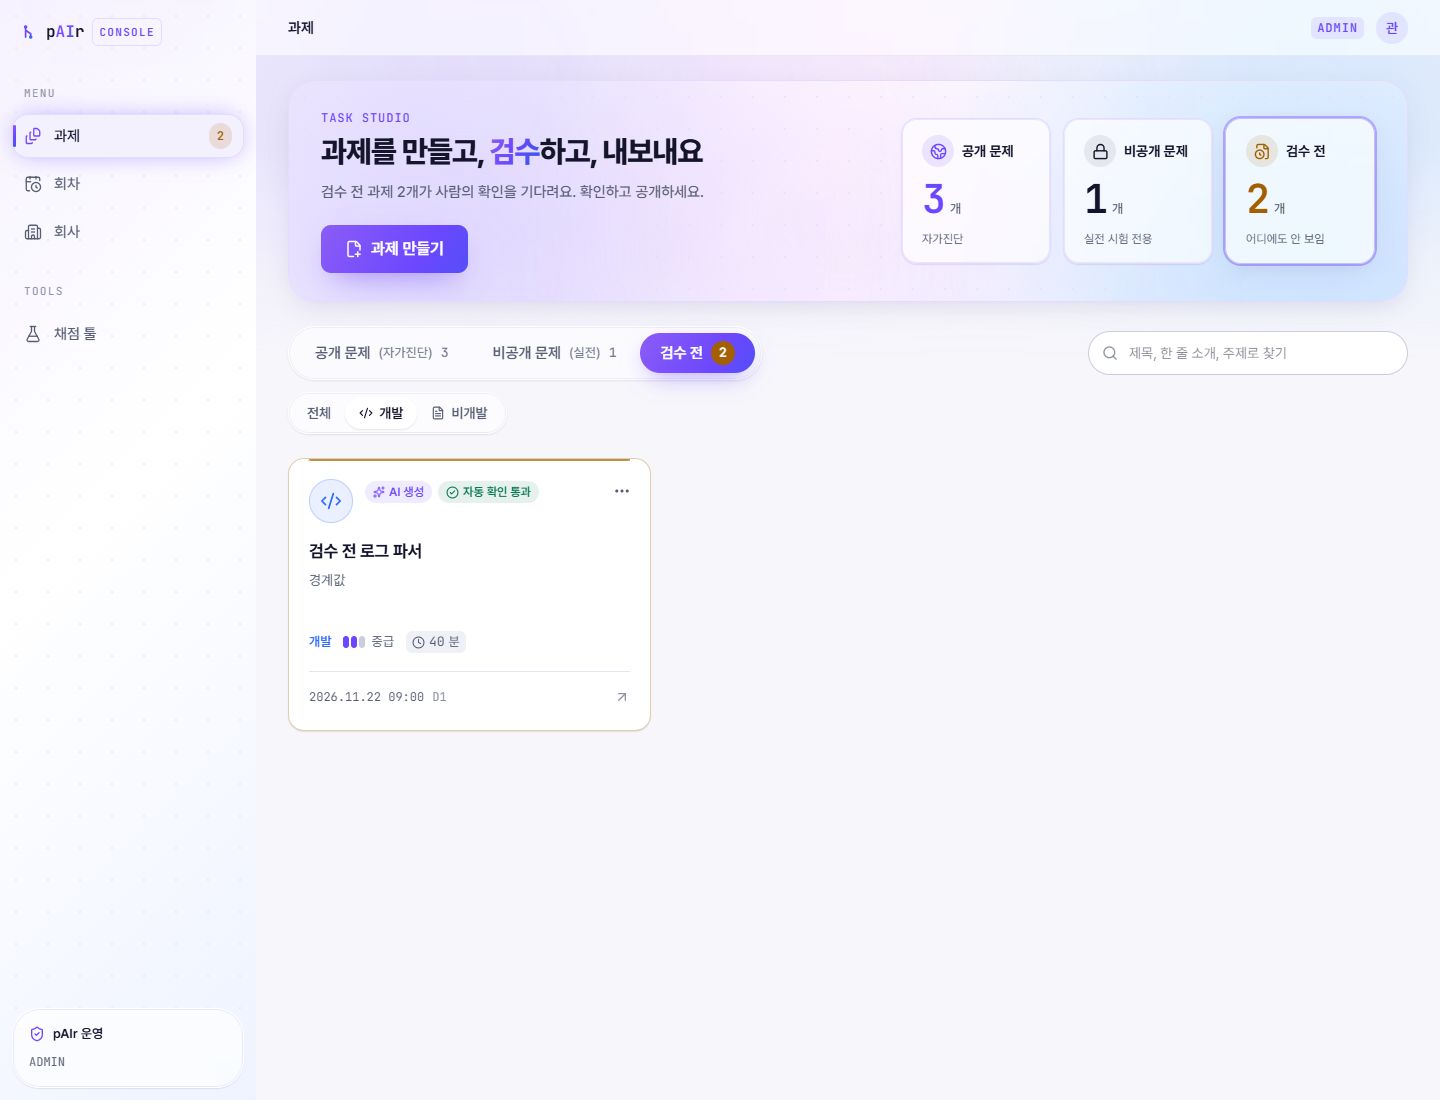 pAIr CONSOLE
MENU
과제 2
회차
회사
TOOLS
채점 툴
pAIr 운영
ADMIN
과제
ADMIN 관
TASK STUDIO
과제를 만들고, 검수하고, 내보내요
검수 전 과제 2개가 사람의 확인을 기다려요. 확인하고 공개하세요.
과제 만들기
공개 문제
3 개
자가진단
비공개 문제
1 개
실전 시험 전용
검수 전
2 개
어디에도 안 보임
공개 문제 (자가진단) 3
비공개 문제 (실전) 1
검수 전 2
제목, 한 줄 소개, 주제로 찾기
전체
개발
비개발
AI 생성
자동 확인 통과
검수 전 로그 파서
경계값
개발 중급 40 분
2026.11.22 09:00 D1